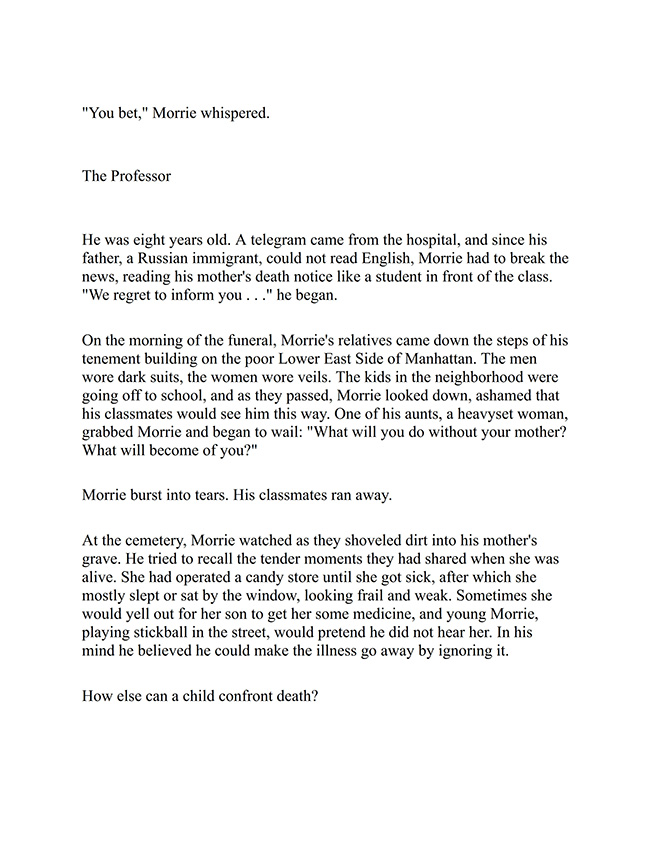 "You bet," Morrie whispered.
The Professor
He was eight years old. A telegram came from the hospital, and since his
father, a Russian immigrant, could not read English, Morrie had to break the
news, reading his mother's death notice like a student in front of the class.
"We regret to inform you . . ." he began.
On the morning of the funeral, Morrie's relatives came down the steps of his
tenement building on the poor Lower East Side of Manhattan. The men
wore dark suits, the women wore veils. The kids in the neighborhood were
going off to school, and as they passed, Morrie looked down, ashamed that
his classmates would see him this way. One of his aunts, a heavyset woman,
grabbed Morrie and began to wail: "What will you do without your mother?
What will become of you?"
Morrie burst into tears. His classmates ran away.
At the cemetery, Morrie watched as they shoveled dirt into his mother's
grave. He tried to recall the tender moments they had shared when she was
alive. She had operated a candy store until she got sick, after which she
mostly slept or sat by the window, looking frail and weak. Sometimes she
would yell out for her son to get her some medicine, and young Morrie,
playing stickball in the street, would pretend he did not hear her. In his
mind he believed he could make the illness go away by ignoring it.
How else can a child confront death?